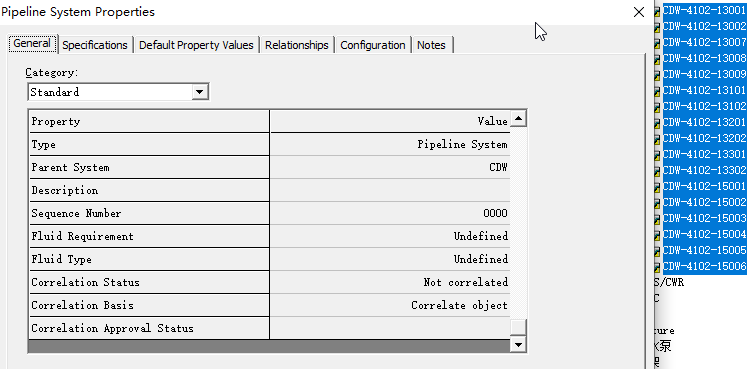 Pipeline System Properties
General Specifications Default Property Values Relationships Configuration Notes
Category:
Standard
Property Value
Type Pipeline System
Parent System CDW
Description
Sequence Number 0000
Fluid Requirement Undefined
Fluid Type Undefined
Correlation Status Not correlated
Correlation Basis Correlate object
Correlation Approval Status
CDW-4102-13001
CDW-4102-13002
CDW-4102-13007
CDW-4102-13008
CDW-4102-13009
CDW-4102-13101
CDW-4102-13102
CDW-4102-13201
CDW-4102-13202
CDW-4102-13301
CDW-4102-13302
CDW-4102-15001
CDW-4102-15002
CDW-4102-15003
CDW-4102-15004
CDW-4102-15005
CDW-4102-15006
S/CWR
C
ture
泵